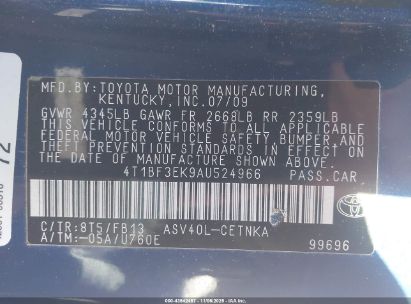 MFD.BY:TOYOTA MOTOR MANUFACTURING,
KENTUCKY,INC.07/09
GVWR 4345LB GAWR FR 2668LB RR 2359LB
THIS VEHICLE CONFORMS TO ALL APPLICABLE
FEDERAL MOTOR VEHICLE SAFETY BUMPER, AND
THEFT PREVENTION STANDARDS IN EFFECT ON
THE DATE OF MANUFACTURE SHOWN ABOVE.
4T1BF3EK9AU524966 PASS.CAR
C/TR:8T5/FB13 ASV40L-CETNKA
A/TM:-05A/U760E 99696
TOYOTA
72